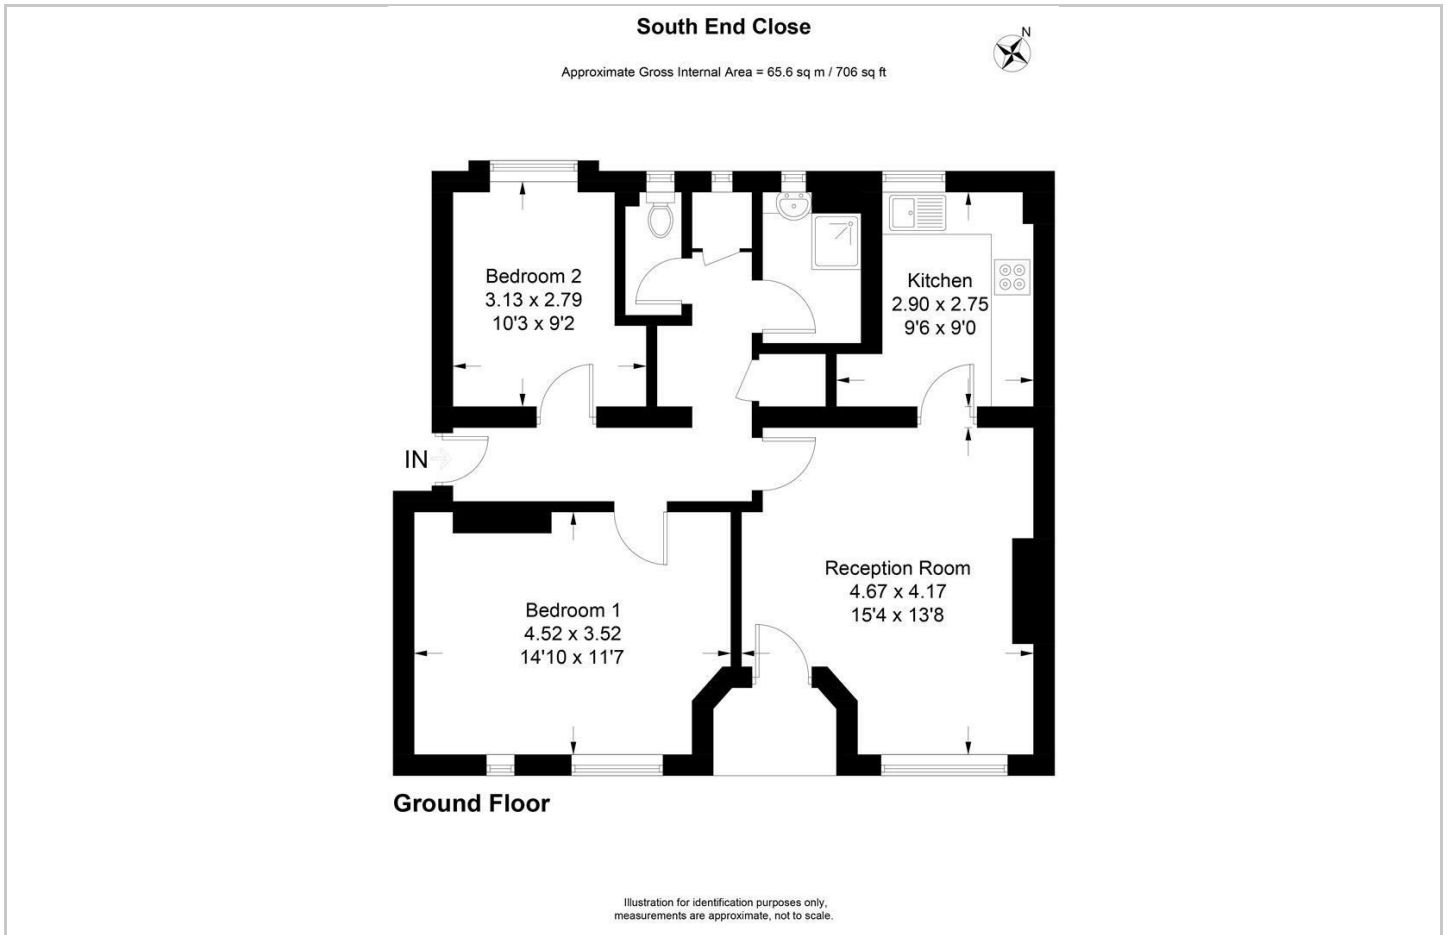 South End Close
N
Approximate Gross Internal Area = 65.6 sq m / 706 sq ft
Bedroom 2
3.13 x 2.79
10'3 x 9'2
Kitchen
2.90 x 2.75
9'6 x 9'0
IN
Reception Room
4.67 x 4.17
15'4 x 13'8
Bedroom 1
4.52 x 3.52
14'10 x 11'7
Ground Floor
Illustration for identification purposes only,
measurements are approximate, not to scale.